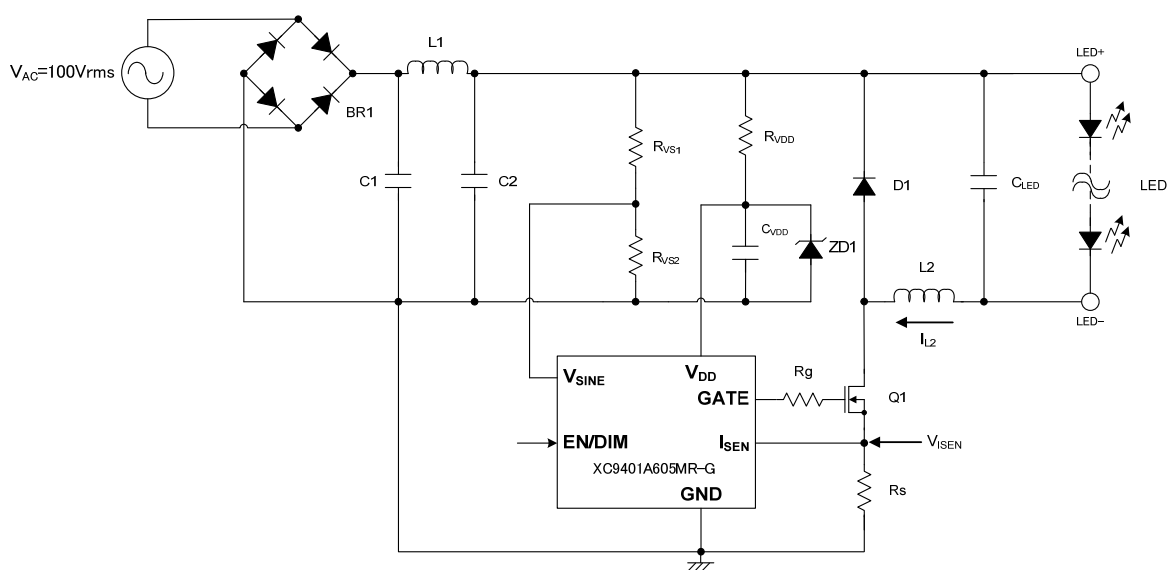 L1
LED+
V_AC=100Vrms
BR1
R_VS1
R_VDD
C1
C2
D1
C_LED
LED
R_VS2
C_VDD
ZD1
L2
LED-
I_L2
V_SINE
V_DD
Rg
GATE
Q1
EN/DIM
I_SEN
V_ISEN
XC9401A605MR-G
Rs
GND